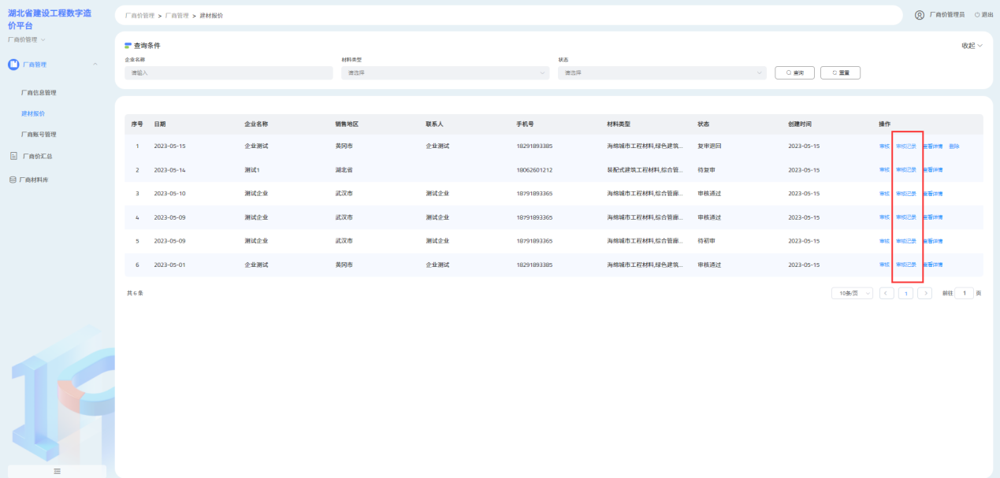 湖北省建设工程数字造
价平台
厂商价管理
厂商管理
厂商信息管理
建材报价
厂商账号管理
厂商价汇总
厂商材料库
厂商价管理 > 厂商管理 > 建材报价
厂商价管理员 退出
查询条件 收起
企业名称 材料类型 状态
请输入 请选择 请选择 查询 重置
序号 日期 企业名称 销售地区 联系人 手机号 材料类型 状态 创建时间 操作
1 2023-05-15 企业测试 黄冈市 企业测试 18291893385 海绵城市工程材料,绿色建筑... 复审退回 2023-05-15 审核 审核记录 查看详情 删除
2 2023-05-14 测试1 湖北省 18062601212 装配式建筑工程材料,综合管... 待复审 2023-05-15 审核 审核记录 查看详情
3 2023-05-10 测试企业 武汉市 测试企业 18791893365 海绵城市工程材料,综合管廊... 审核通过 2023-05-15 审核 审核记录 查看详情
4 2023-05-09 测试企业 武汉市 测试企业 18791893365 海绵城市工程材料,综合管廊... 审核通过 2023-05-15 审核 审核记录 查看详情
5 2023-05-09 测试企业 武汉市 测试企业 18791893365 海绵城市工程材料,综合管廊... 待初审 2023-05-15 审核 审核记录 查看详情
6 2023-05-01 企业测试 黄冈市 企业测试 18291893385 海绵城市工程材料,绿色建筑... 审核通过 2023-05-15 审核 审核记录 查看详情
共 6 条 10条/页 < 1 > 前往 1 页